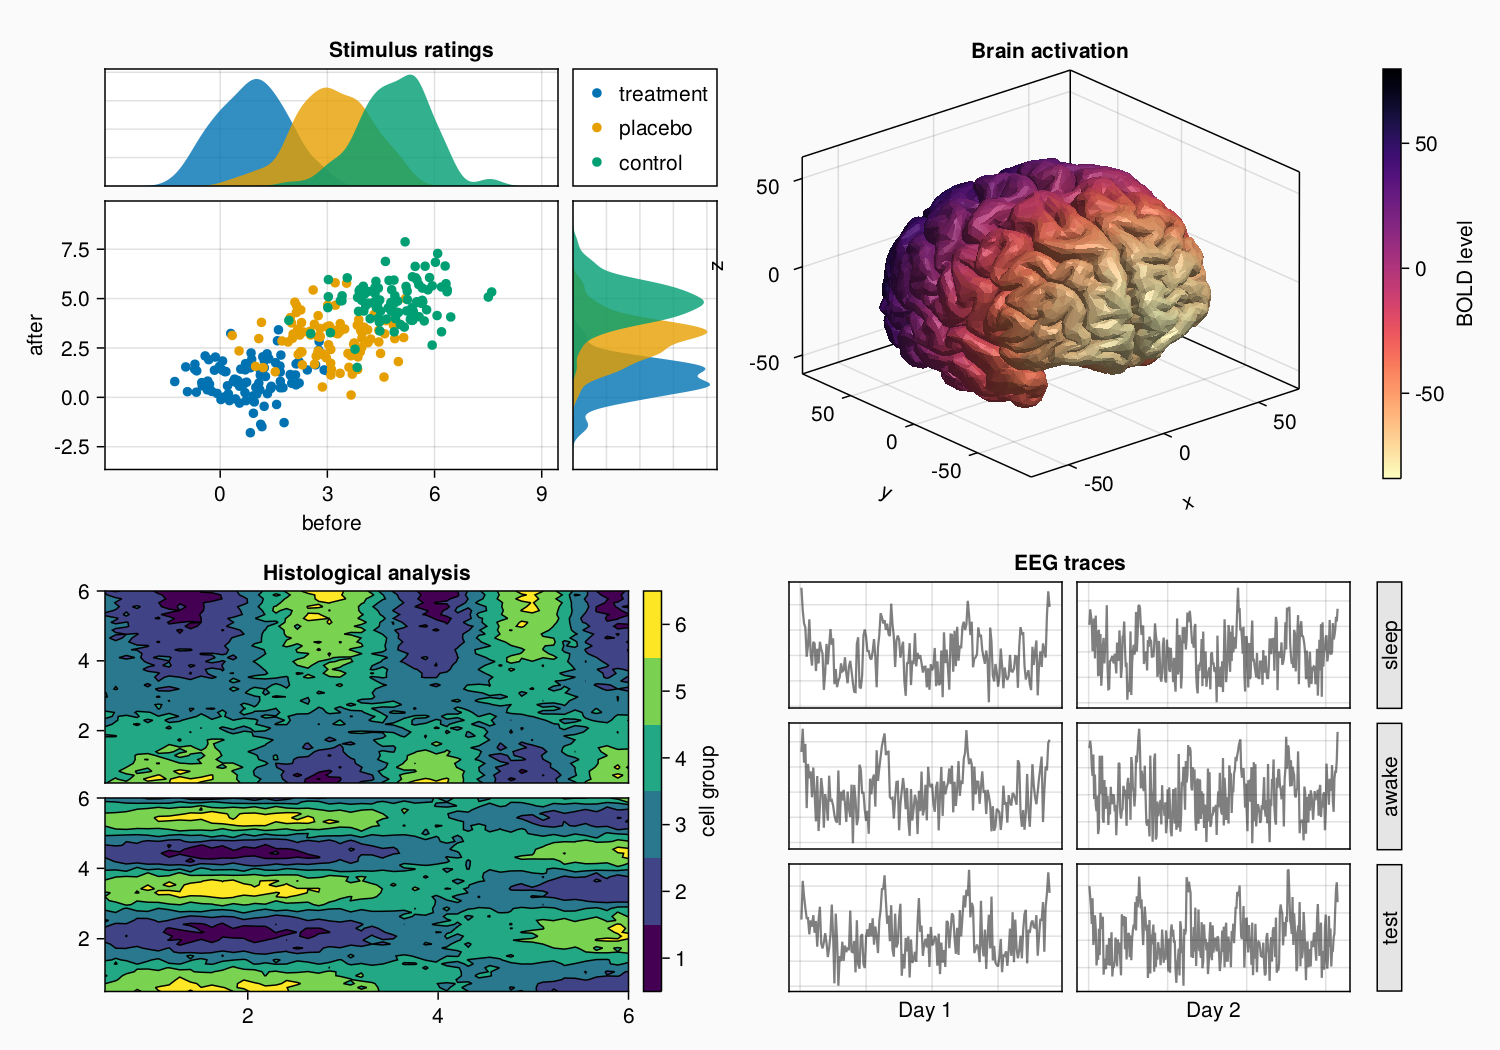 Stimulus ratings
treatment
placebo
control
7.5
5.0
2.5
0.0
-2.5
after
0 3 6 9
before
Brain activation
50
0
-50
z
50
0
-50
y
-50
0
50
x
50
0
-50
BOLD level
Histological analysis
6
4
2
6
4
2
2 4 6
6
5
4
3
2
1
cell group
EEG traces
sleep
awake
test
Day 1 Day 2